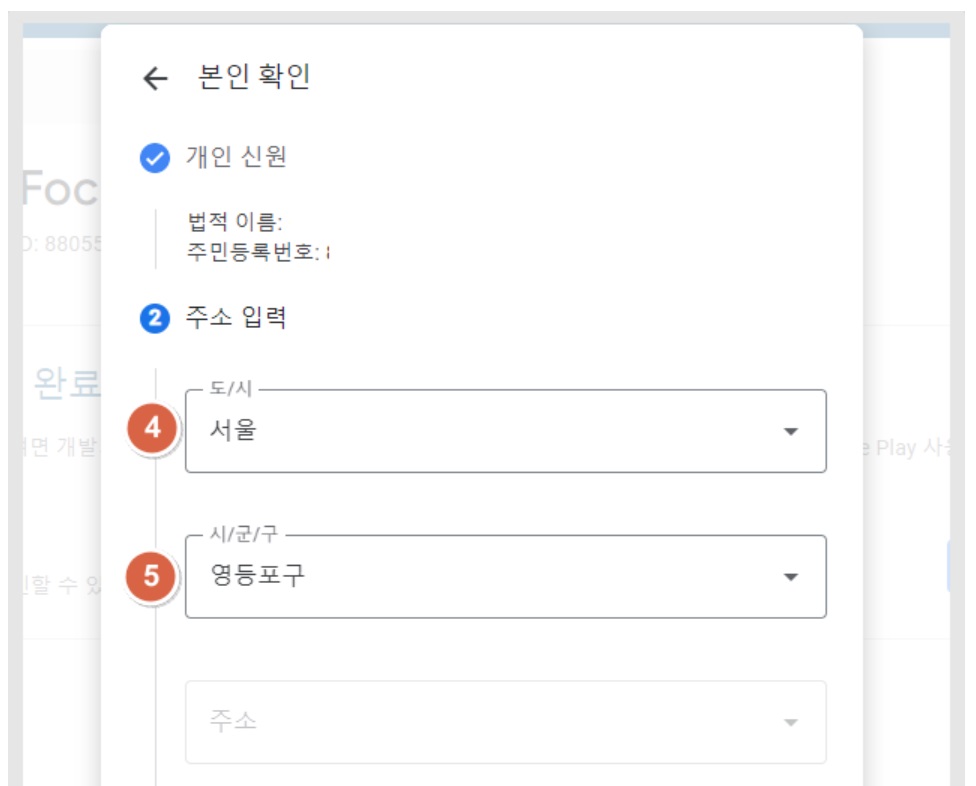 본인 확인
개인 신원
Foc
D: 88055
법적 이름:
주민등록번호:
2 주소 입력
완료
도/시
4 서울
면 개발
e Play 사용
시/군/구
5 영등포구
할 수 있
주소